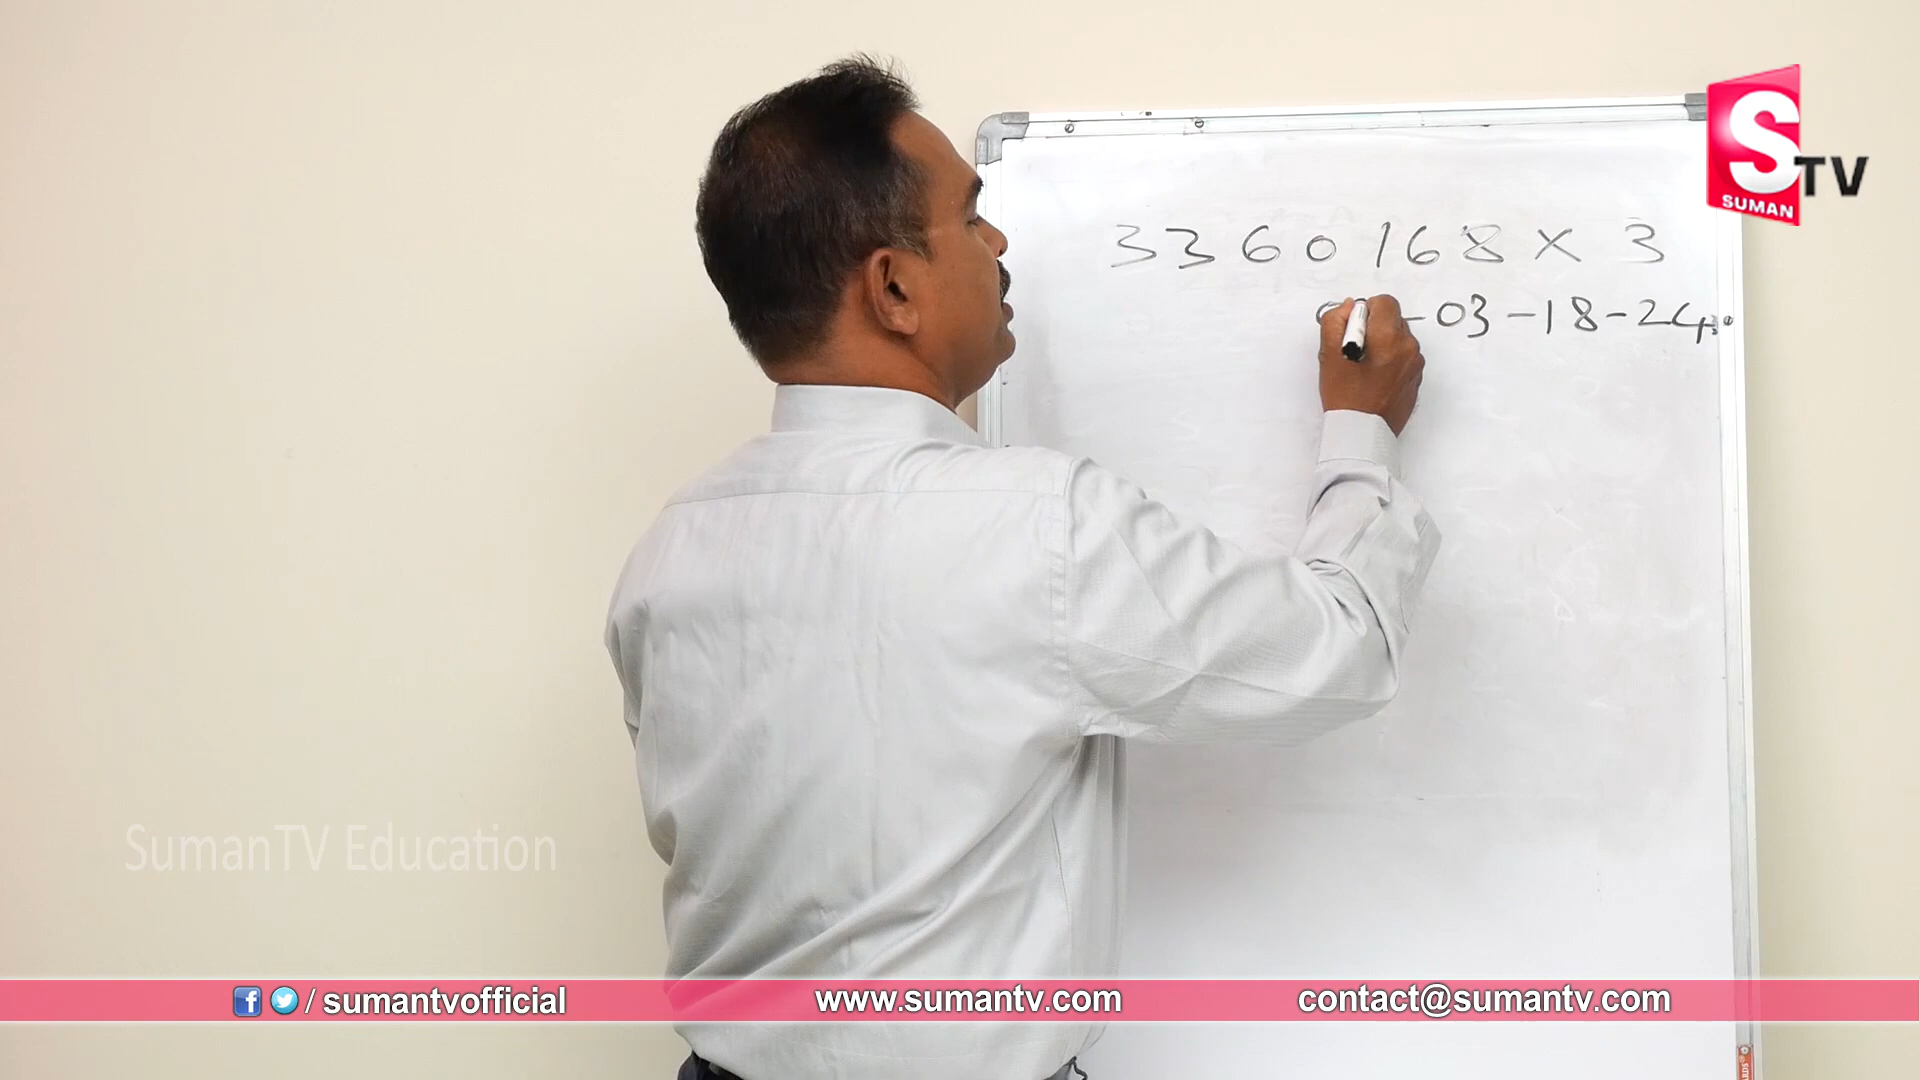 S TV
SUMAN
3360168 × 3
-03-18-24
SumanTV Education
/ sumantvofficial
www.sumantv.com
contact@sumantv.com